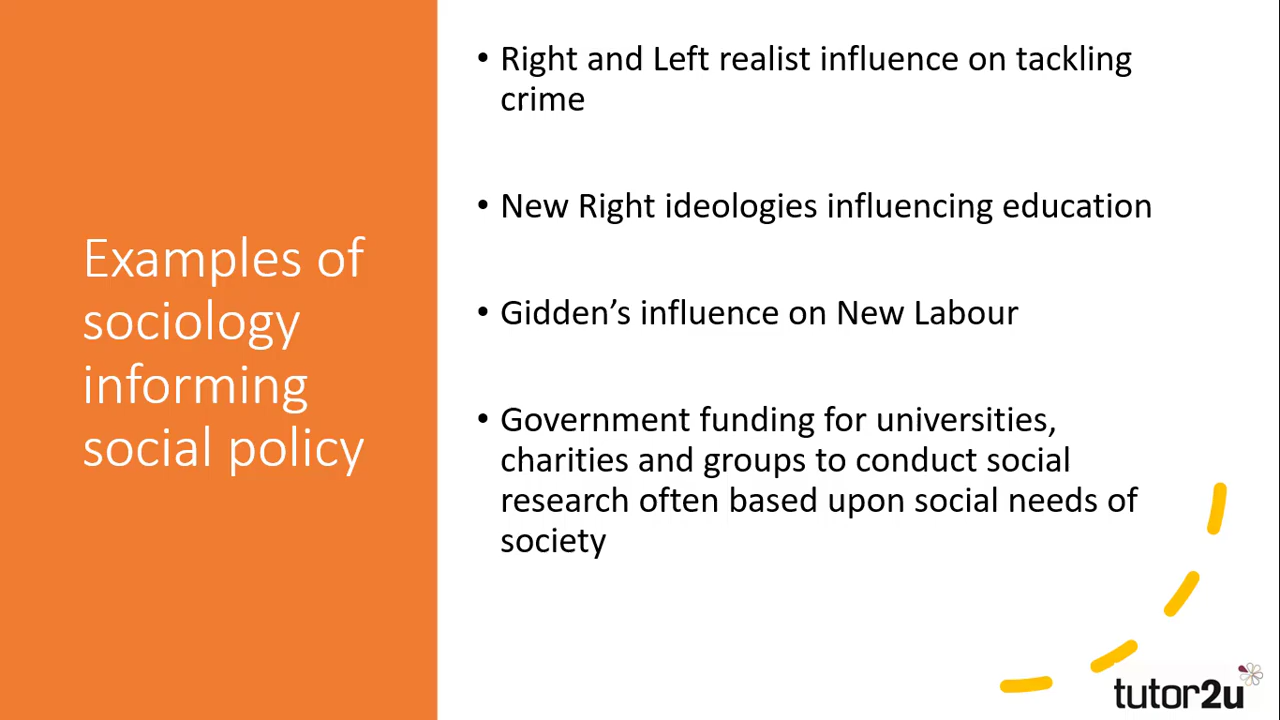 Examples of
sociology
informing
social policy
• Right and Left realist influence on tackling
crime
• New Right ideologies influencing education
• Gidden’s influence on New Labour
• Government funding for universities,
charities and groups to conduct social
research often based upon social needs of
society
tutor2u